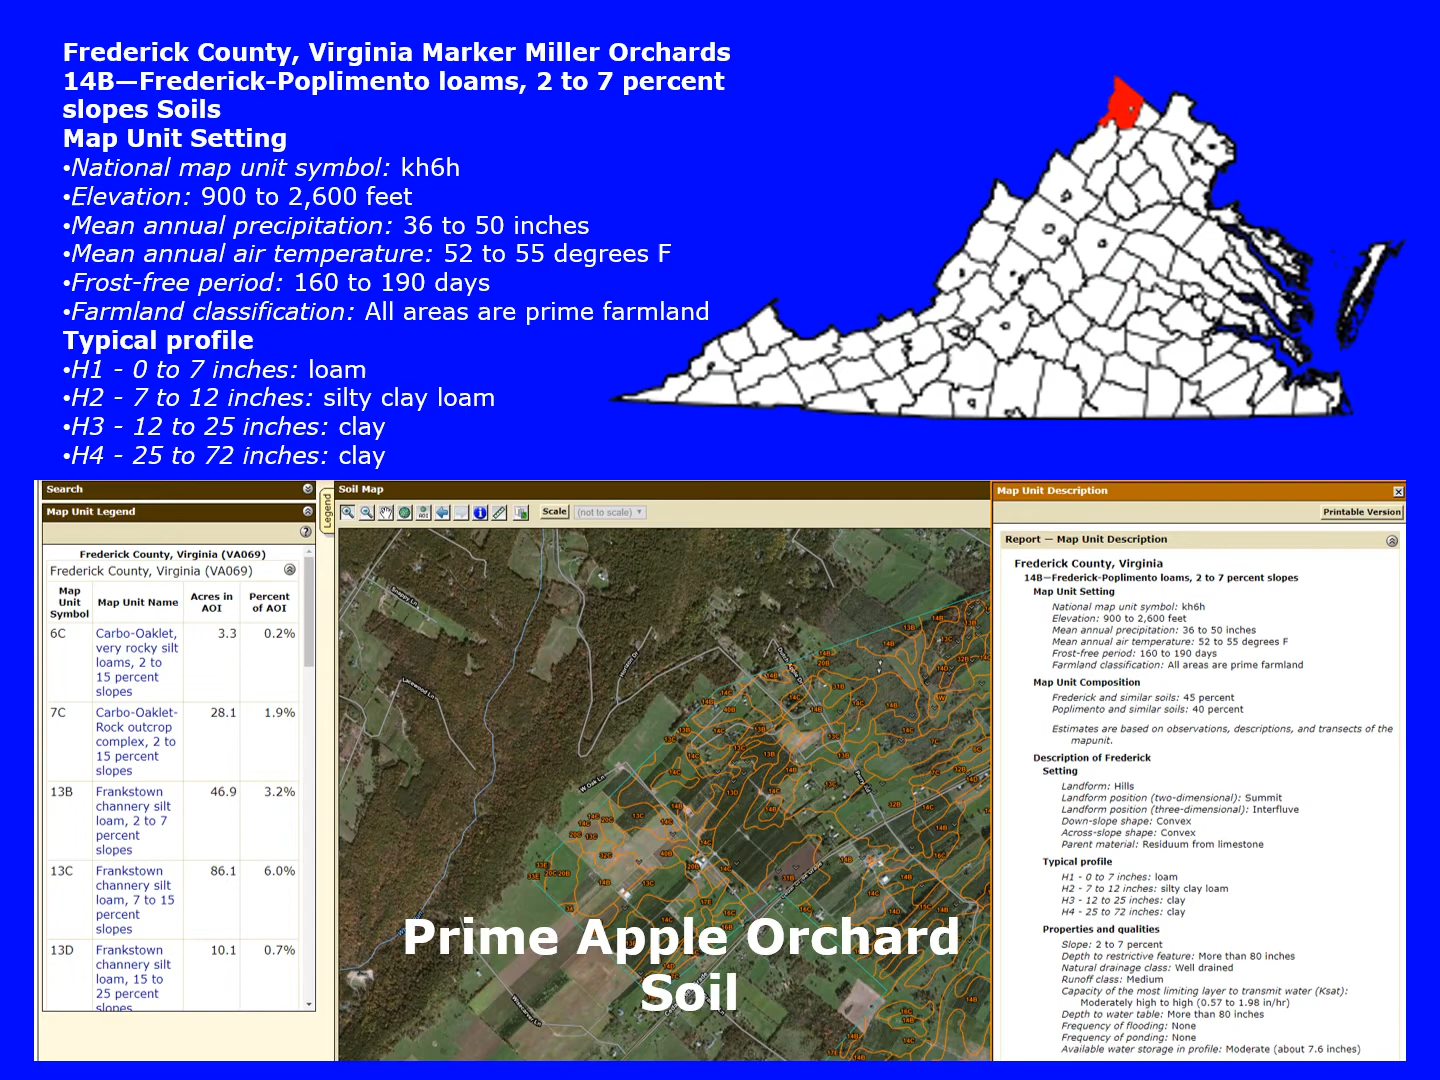 Frederick County, Virginia Marker Miller Orchards
14B—Frederick-Poplimento loams, 2 to 7 percent
slopes Soils
Map Unit Setting
•National map unit symbol: kh6h
•Elevation: 900 to 2,600 feet
•Mean annual precipitation: 36 to 50 inches
•Mean annual air temperature: 52 to 55 degrees F
•Frost-free period: 160 to 190 days
•Farmland classification: All areas are prime farmland
Typical profile
•H1 - 0 to 7 inches: loam
•H2 - 7 to 12 inches: silty clay loam
•H3 - 12 to 25 inches: clay
•H4 - 25 to 72 inches: clay
Search
Map Unit Legend
Frederick County, Virginia (VA069)
Frederick County, Virginia (VA069)
Map Unit Symbol Map Unit Name Acres in AOI Percent of AOI
6C Carbo-Oaklet, 3.3 0.2%
very rocky silt
loams, 2 to
15 percent
slopes
7C Carbo-Oaklet- 28.1 1.9%
Rock outcrop
complex, 2 to
15 percent
slopes
13B Frankstown 46.9 3.2%
channery silt
loam, 2 to 7
percent
slopes
13C Frankstown 86.1 6.0%
channery silt
loam, 7 to 15
percent
slopes
13D Frankstown 10.1 0.7%
channery silt
loam, 15 to
25 percent
slopes
Legend
Soil Map
Scale (not to scale)
Lakewood Ln
W Oak Ln
Prime Apple Orchard
Soil
Map Unit Description
Printable Version
Report — Map Unit Description
Frederick County, Virginia
14B—Frederick-Poplimento loams, 2 to 7 percent slopes
Map Unit Setting
National map unit symbol: kh6h
Elevation: 900 to 2,600 feet
Mean annual precipitation: 36 to 50 inches
Mean annual air temperature: 52 to 55 degrees F
Frost-free period: 160 to 190 days
Farmland classification: All areas are prime farmland
Map Unit Composition
Frederick and similar soils: 45 percent
Poplimento and similar soils: 40 percent
Estimates are based on observations, descriptions, and transects of the
mapunit.
Description of Frederick
Setting
Landform: Hills
Landform position (two-dimensional): Summit
Landform position (three-dimensional): Interfluve
Down-slope shape: Convex
Across-slope shape: Convex
Parent material: Residuum from limestone
Typical profile
H1 - 0 to 7 inches: loam
H2 - 7 to 12 inches: silty clay loam
H3 - 12 to 25 inches: clay
H4 - 25 to 72 inches: clay
Properties and qualities
Slope: 2 to 7 percent
Depth to restrictive feature: More than 80 inches
Natural drainage class: Well drained
Runoff class: Medium
Capacity of the most limiting layer to transmit water (Ksat):
Moderately high to high (0.57 to 1.98 in/hr)
Depth to water table: More than 80 inches
Frequency of flooding: None
Frequency of ponding: None
Available water storage in profile: Moderate (about 7.6 inches)